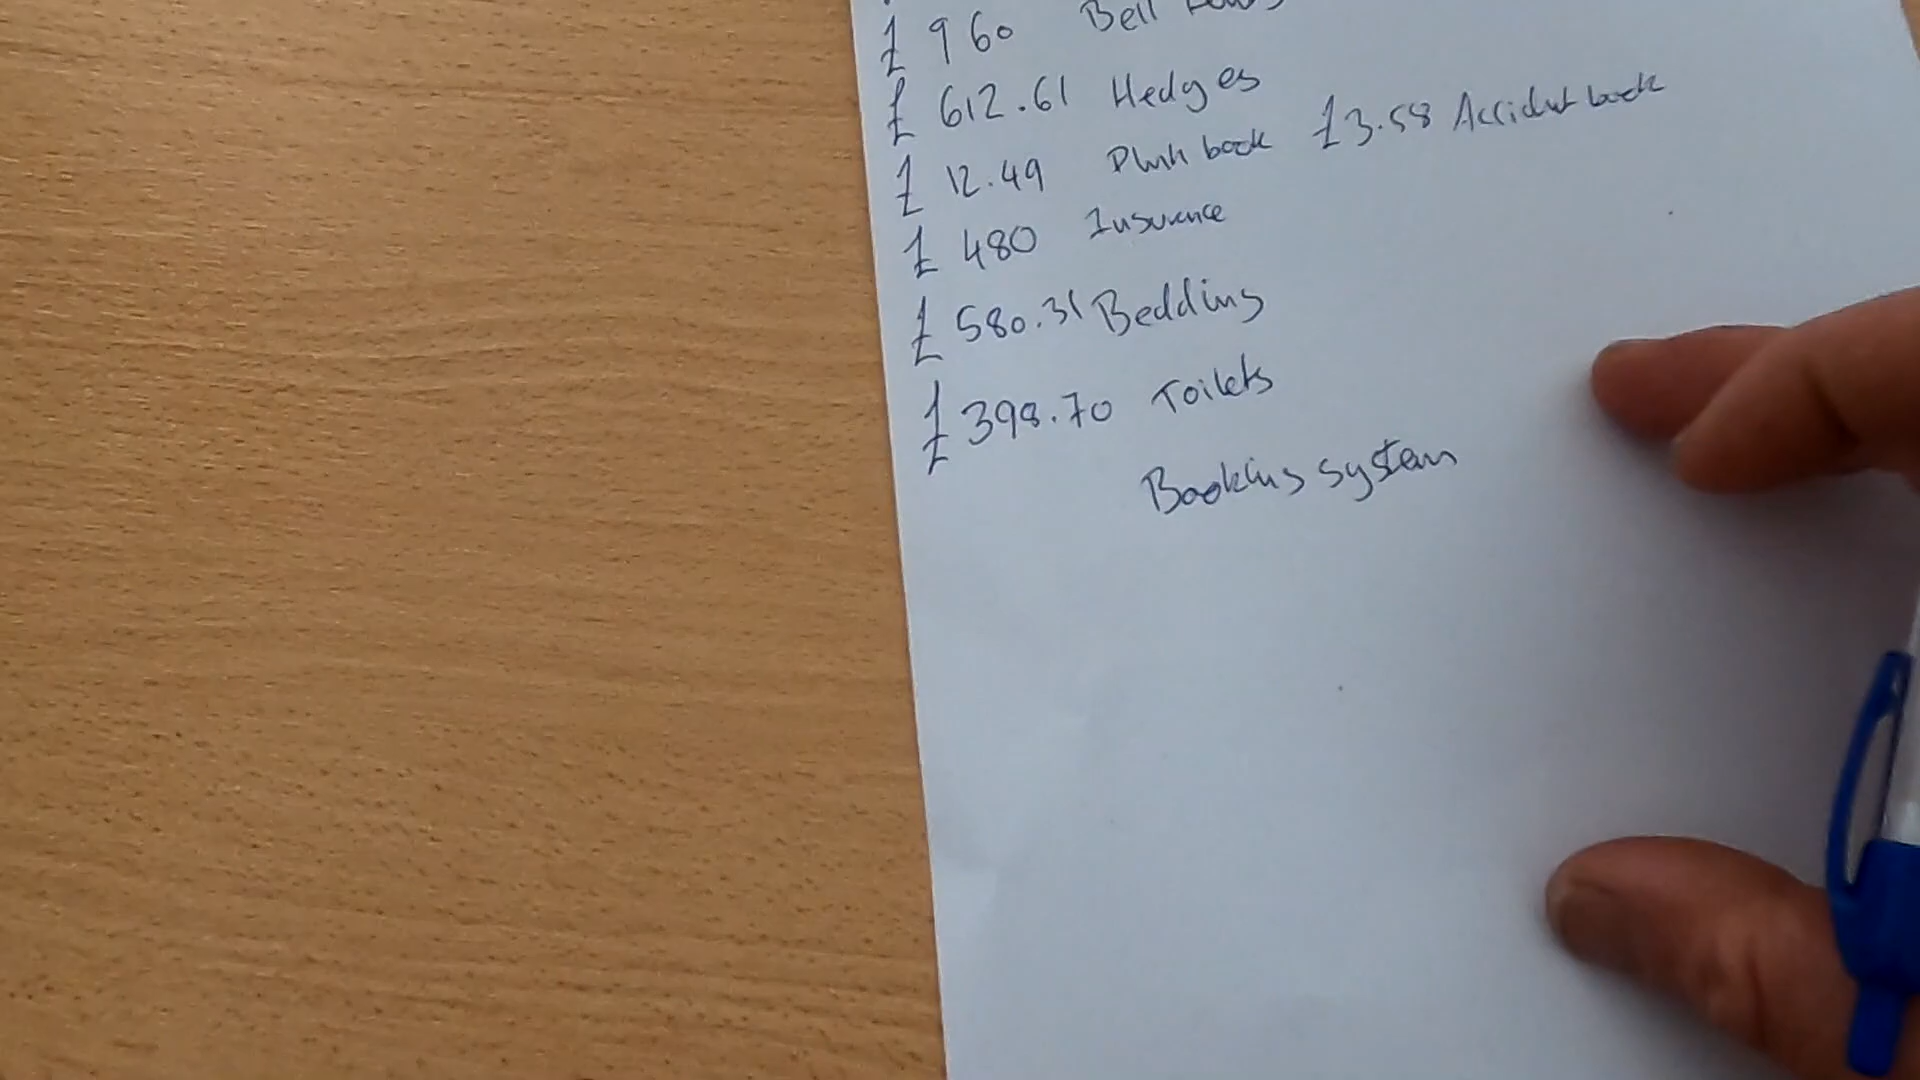 £ 960 Bell
£ 612.61 Hedges
£ 12.49 book £3.58 Accident book
£ 480 Insurance
£ 580.31 Bedding
£ 398.70 Toilets
Booking system